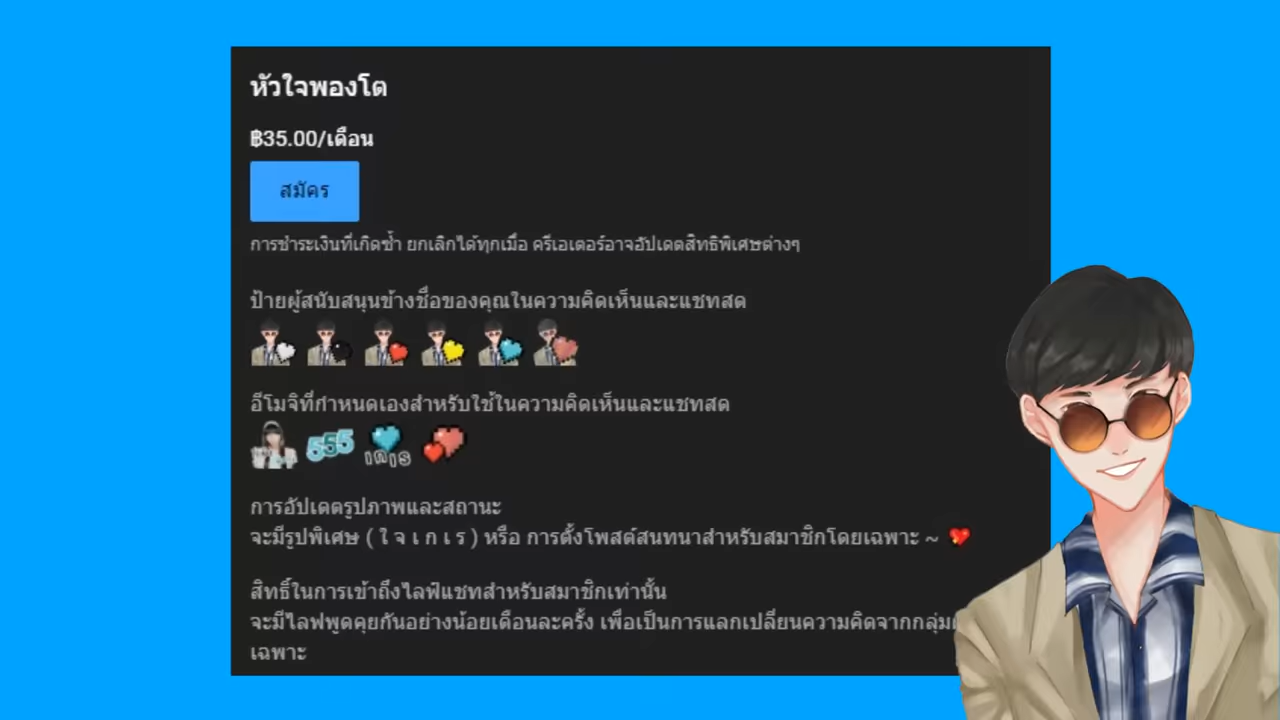 หัวใจพองโต
฿35.00/เดือน
สมัคร
การชำระเงินที่เกิดซ้ำ ยกเลิกได้ทุกเมื่อ ครีเอเตอร์อาจอัปเดตสิทธิพิเศษต่างๆ
ป้ายผู้สนับสนุนข้างชื่อของคุณในความคิดเห็นและแชทสด
อีโมจิที่กำหนดเองสำหรับใช้ในความคิดเห็นและแชทสด
555
เกเร
การอัปเดตรูปภาพและสถานะ
จะมีรูปพิเศษ ( ใ จ เ ก เ ร ) หรือ การตั้งโพสต์สนทนาสำหรับสมาชิกโดยเฉพาะ ~
สิทธิ์ในการเข้าถึงไลฟ์แชทสำหรับสมาชิกเท่านั้น
จะมีไลฟพูดคุยกันอย่างน้อยเดือนละครั้ง เพื่อเป็นการแลกเปลี่ยนความคิดจากกลุ่ม
เฉพาะ